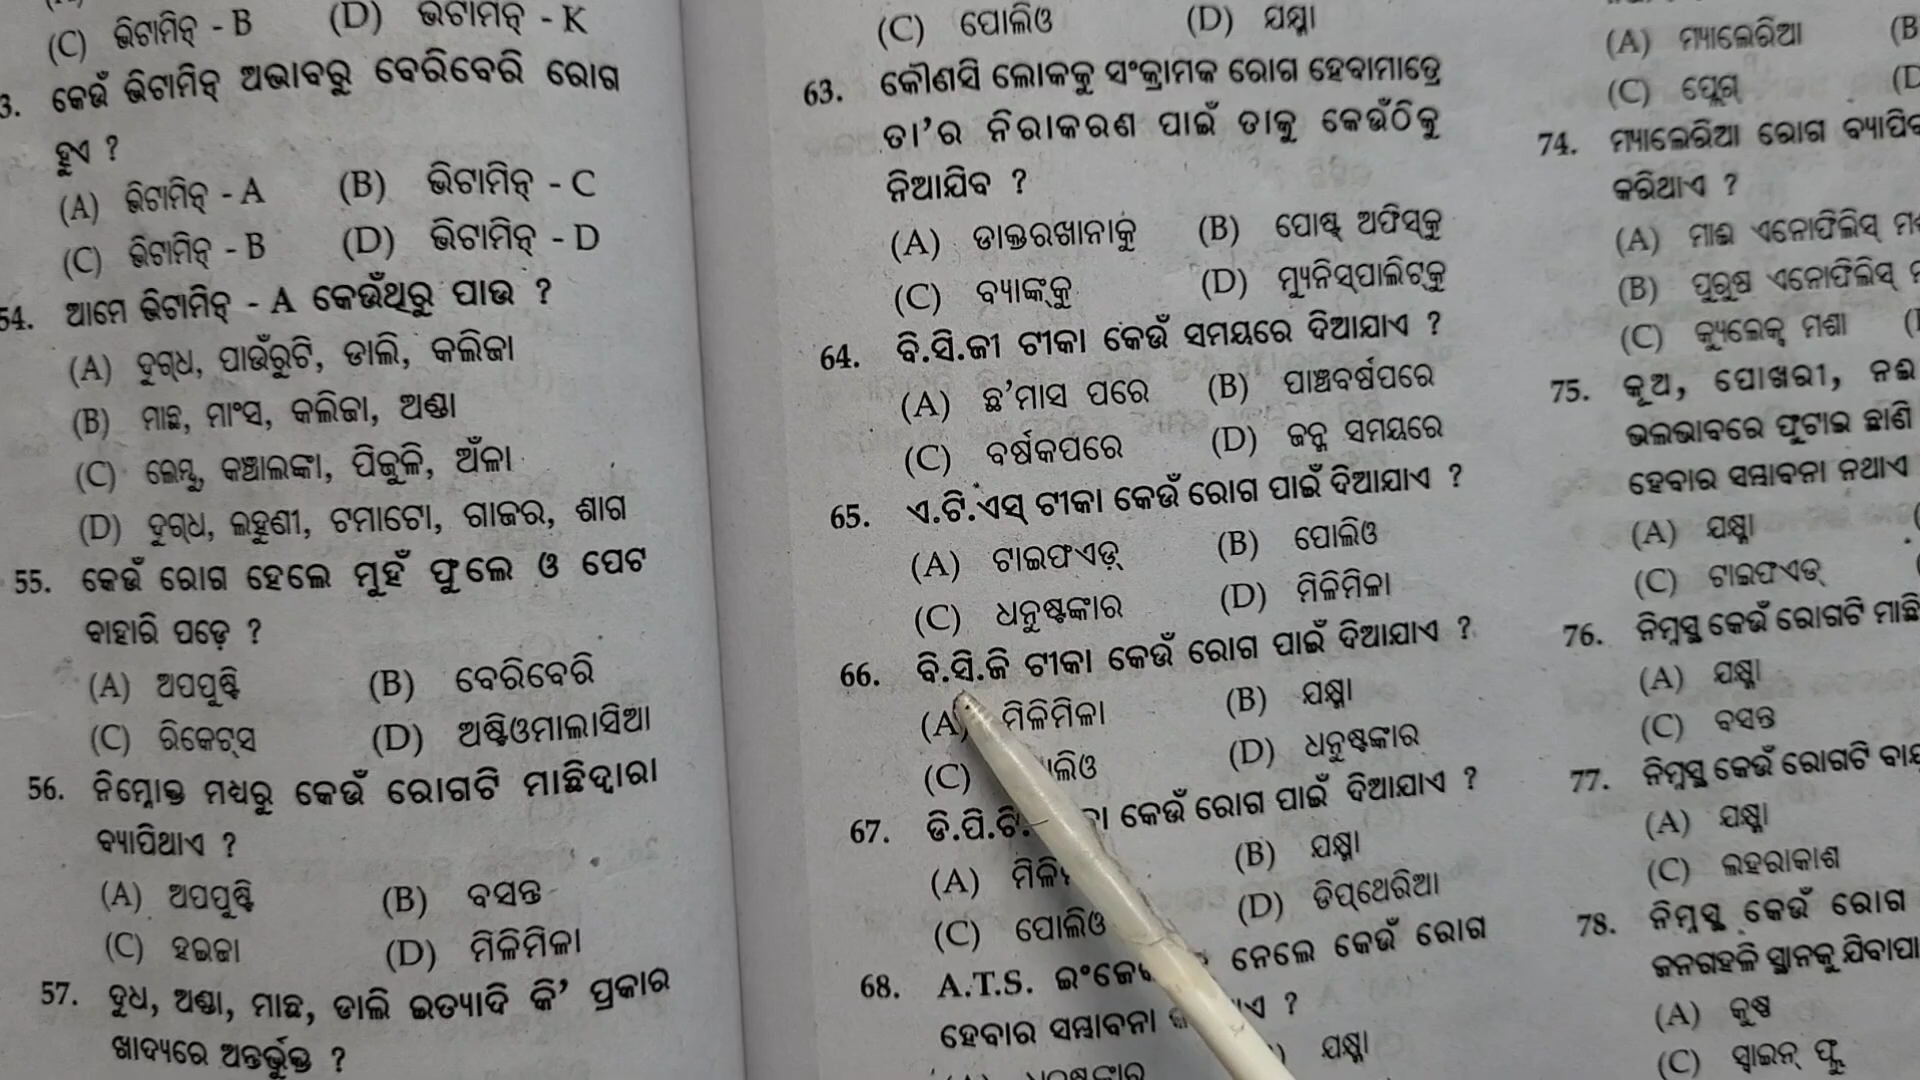 (C) ଭିଟାମିନ୍ - B (D) ଭିଟାମିନ୍ - K
3. କେଉଁ ଭିଟାମିନ୍ ଅଭାବରୁ ବେରିବେରି ରୋଗ
ହୁଏ ?
(A) ଭିଟାମିନ୍ - A (B) ଭିଟାମିନ୍ - C
(C) ଭିଟାମିନ୍ - B (D) ଭିଟାମିନ୍ - D
54. ଆମେ ଭିଟାମିନ୍ - A କେଉଁଥିରୁ ପାଉ ?
(A) ଦୁଗ୍ଧ, ପାଉଁରୁଟି, ଡାଲି, କଲିଜା
(B) ମାଛ, ମାଂସ, କଲିଜା, ଅଣ୍ଡା
(C) ଲେମ୍ବୁ, କଞ୍ଚାଲଙ୍କା, ପିଜୁଳି, ଅଁଳା
(D) ଦୁଗ୍ଧ, ଲହୁଣୀ, ଟମାଟୋ, ଗାଜର, ଶାଗ
55. କେଉଁ ରୋଗ ହେଲେ ମୁହଁ ଫୁଲେ ଓ ପେଟ
ବାହାରି ପଡ଼େ ?
(A) ଅପପୁଷ୍ଟି (B) ବେରିବେରି
(C) ରିକେଟ୍ସ (D) ଅଷ୍ଟିଓମାଲାସିଆ
56. ନିମ୍ନୋକ୍ତ ମଧ୍ୟରୁ କେଉଁ ରୋଗଟି ମାଛିଦ୍ୱାରା
ବ୍ୟାପିଥାଏ ?
(A) ଅପପୁଷ୍ଟି (B) ବସନ୍ତ
(C) ହଇଜା (D) ମିଳିମିଳା
57. ଦୁଧ, ଅଣ୍ଡା, ମାଛ, ଡାଲି ଇତ୍ୟାଦି କି’ ପ୍ରକାର
ଖାଦ୍ୟରେ ଅନ୍ତର୍ଭୁକ୍ତ ?
(C) ପୋଲିଓ (D) ଯକ୍ଷ୍ମା
63. କୌଣସି ଲୋକକୁ ସଂକ୍ରାମକ ରୋଗ ହେବାମାତ୍ରେ
ତା’ର ନିରାକରଣ ପାଇଁ ତାକୁ କେଉଁଠିକୁ
ନିଆଯିବ ?
(A) ଡାକ୍ତରଖାନାକୁ (B) ପୋଷ୍ଟ ଅଫିସ୍‌କୁ
(C) ବ୍ୟାଙ୍କ୍‌କୁ (D) ମ୍ୟୁନିସ୍‌ପାଲିଟ୍‌କୁ
64. ବି.ସି.ଜୀ ଟୀକା କେଉଁ ସମୟରେ ଦିଆଯାଏ ?
(A) ଛ’ମାସ ପରେ (B) ପାଞ୍ଚବର୍ଷପରେ
(C) ବର୍ଷକପରେ (D) ଜନ୍ମ ସମୟରେ
65. ଏ.ଟି.ଏସ୍ ଟୀକା କେଉଁ ରୋଗ ପାଇଁ ଦିଆଯାଏ ?
(A) ଟାଇଫଏଡ଼୍ (B) ପୋଲିଓ
(C) ଧନୁଷ୍ଟଙ୍କାର (D) ମିଳିମିଳା
66. ବି.ସି.ଜି ଟୀକା କେଉଁ ରୋଗ ପାଇଁ ଦିଆଯାଏ ?
(A) ମିଳିମିଳା (B) ଯକ୍ଷ୍ମା
(C) (D) ଧନୁଷ୍ଟଙ୍କାର
67. ଡି.ପି.ଟି. କେଉଁ ରୋଗ ପାଇଁ ଦିଆଯାଏ ?
(A) (B) ଯକ୍ଷ୍ମା
(C) ପୋଲିଓ (D) ଡିପ୍‌ଥେରିଆ
68. A.T.S. ନେଲେ କେଉଁ ରୋଗ
ହେବାର ସମ୍ଭାବନା ?
ଯକ୍ଷ୍ମା
(A) ମ୍ୟାଲେରିଆ (B
(C) ପ୍ଲେଗ୍ (D
74. ମ୍ୟାଲେରିଆ ରୋଗ
କରିଥାଏ ?
(A) ମାଈ ଏନୋଫିଲିସ୍
(B) ପୁରୁଷ ଏନୋଫିଲିସ୍
(C) କ୍ୟୁଲେକ୍ସ ମଶା
75. କୂଅ, ପୋଖରୀ, ନଈ
ଭଲଭାବରେ ଫୁଟାଇ ଛାଣି
ହେବାର ସମ୍ଭାବନା ନଥାଏ
(A) ଯକ୍ଷ୍ମା
(C) ଟାଇଫଏଡ୍
76. ନିମ୍ନସ୍ଥ କେଉଁ ରୋଗଟି ମାଛି
(A) ଯକ୍ଷ୍ମା
(C) ବସନ୍ତ
77. ନିମ୍ନସ୍ଥ କେଉଁ ରୋଗଟି
(A) ଯକ୍ଷ୍ମା
(C) ଲହରାକାଶ
78. ନିମ୍ନସ୍ଥ କେଉଁ ରୋଗ
ଜନଗହଳି ସ୍ଥାନକୁ ଯିବା
(A) କୁଷ୍ଠ
(C) ସ୍ୱାଇନ୍ ଫ୍ଲୁ